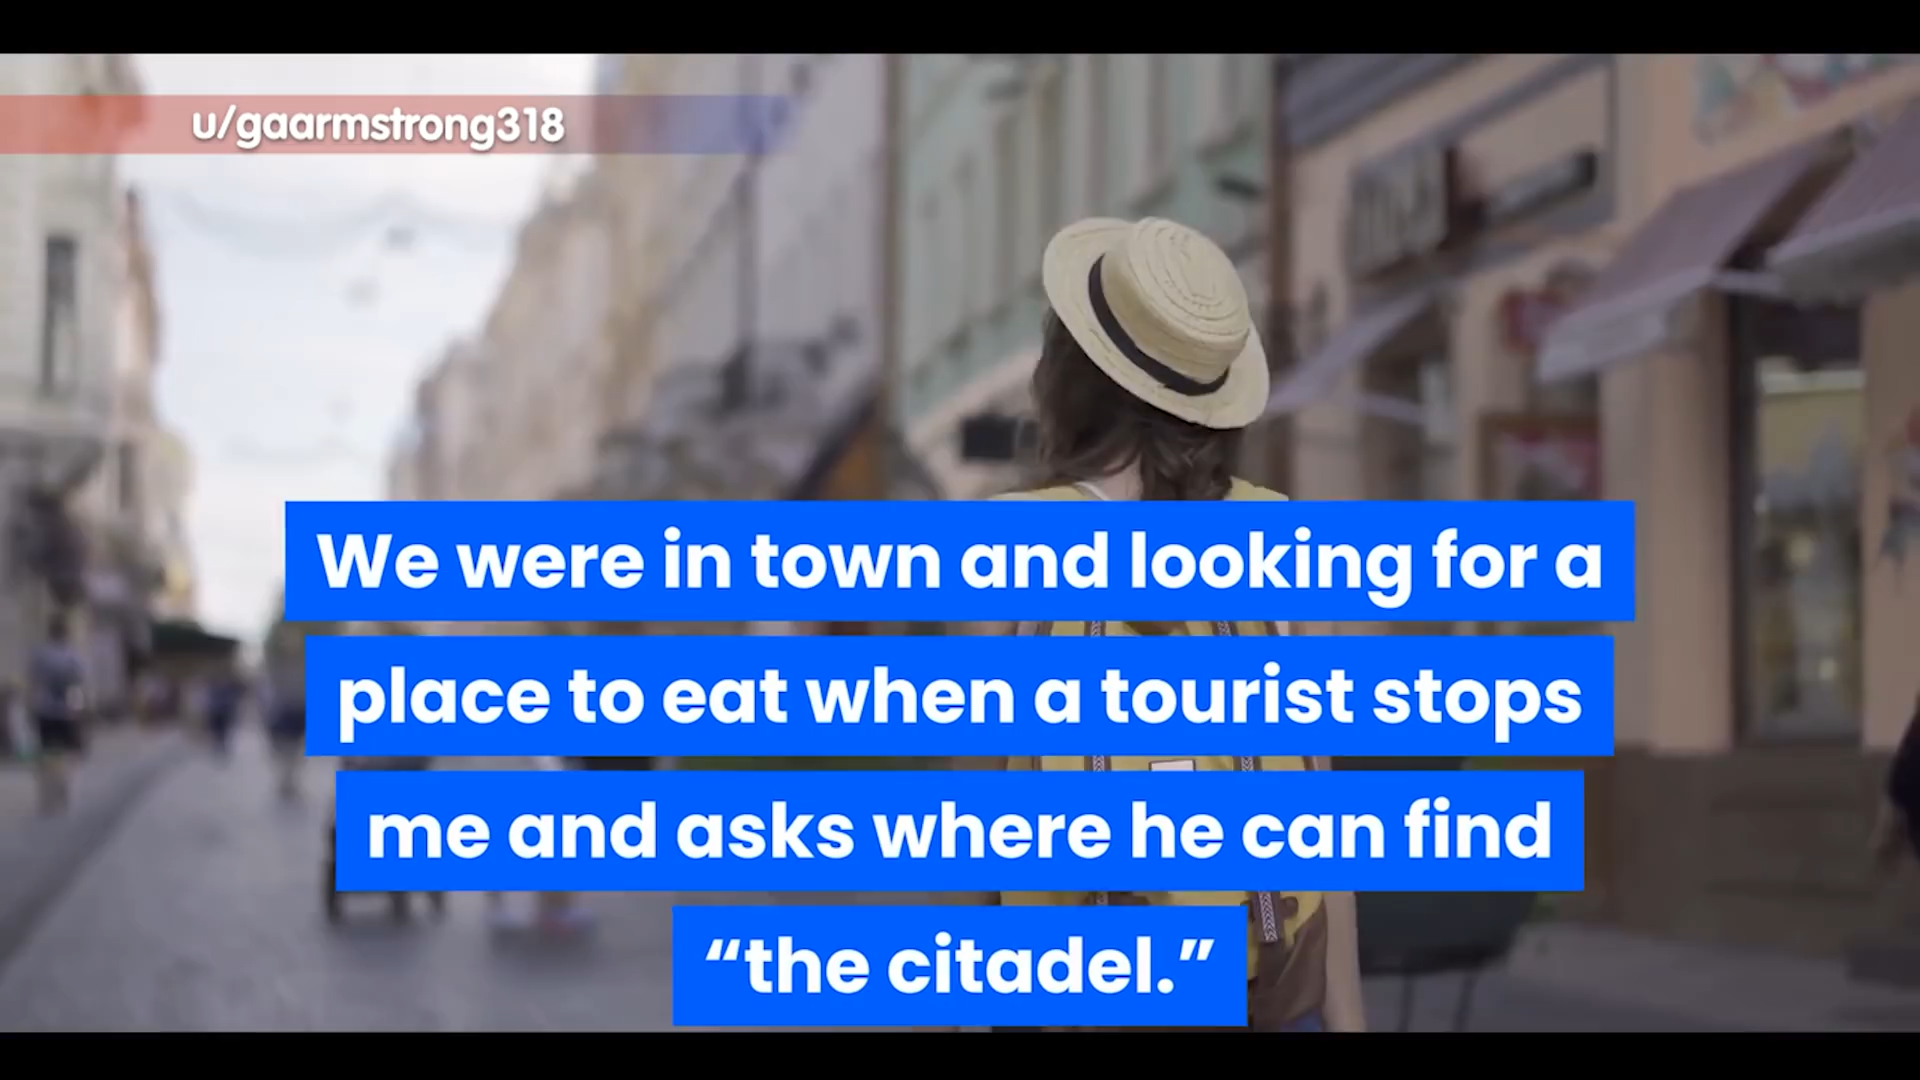 u/gaarmstrong318
We were in town and looking for a
place to eat when a tourist stops
me and asks where he can find
“the citadel.”